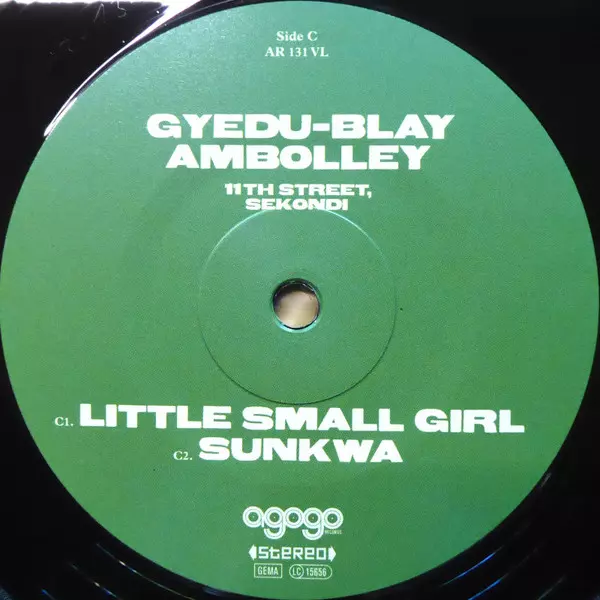 Side C
AR 131 VL
GYEDU-BLAY
AMBOLLEY
11TH STREET,
SEKONDI
C1. LITTLE SMALL GIRL
C2. SUNKWA
agogo
RECORDS
stereo
GEMA LC 15656